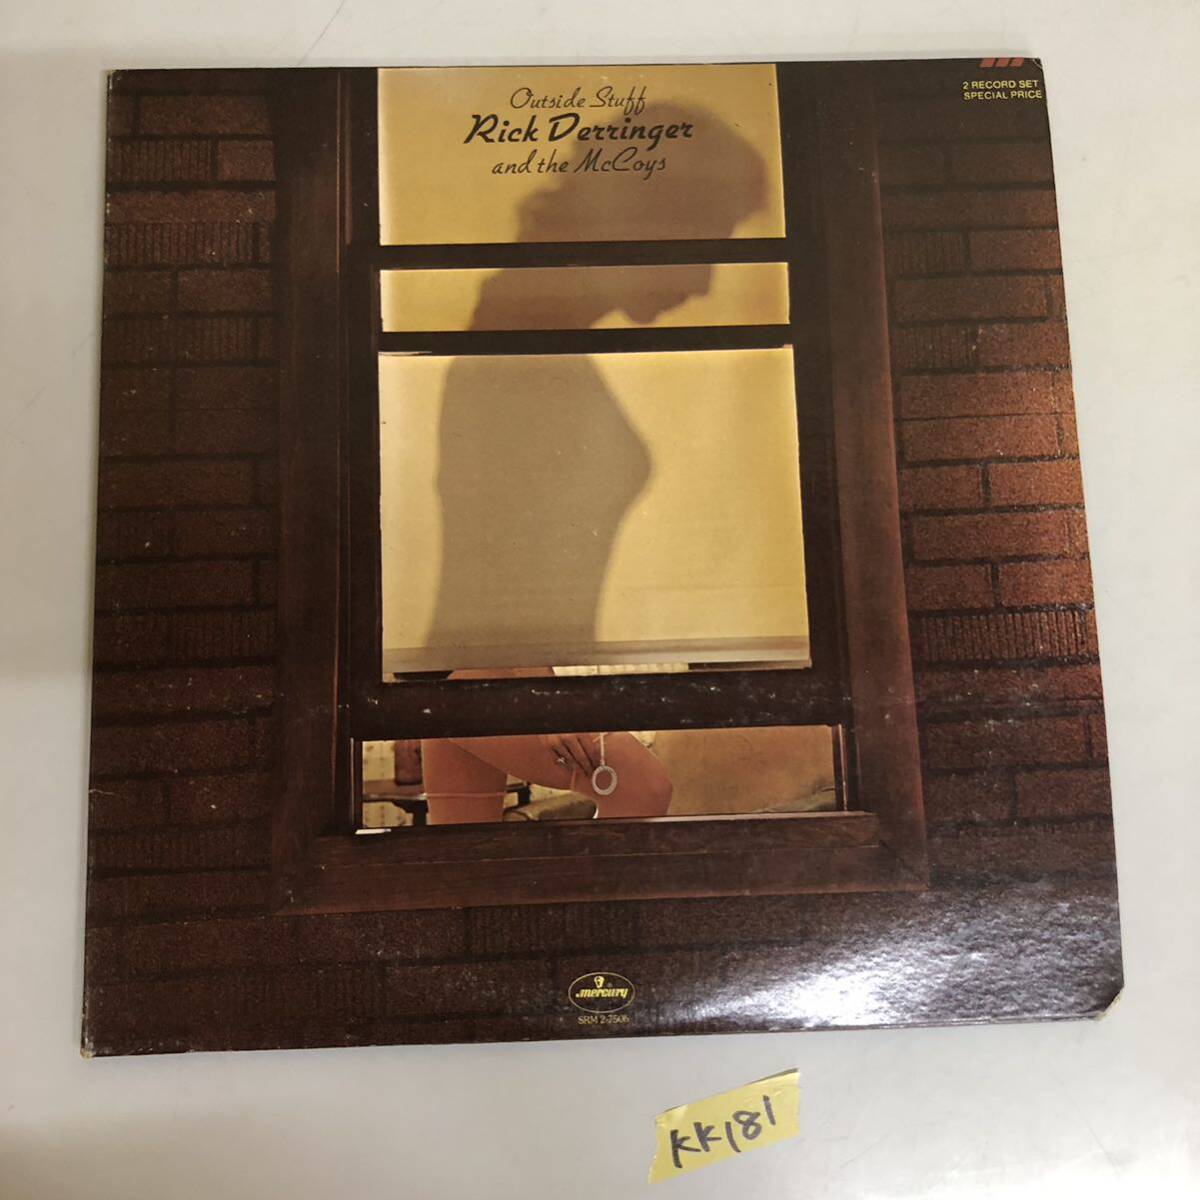 Outside Stuff
Rick Derringer
and the McCoys
2 RECORD SET
SPECIAL PRICE
mercury
SRM 2-7506
KK181